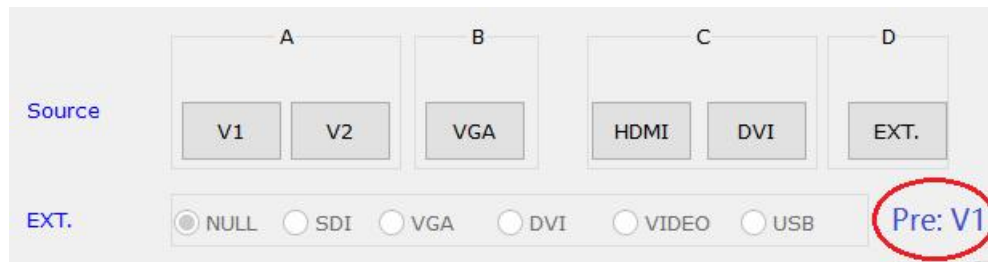 A B C D
Source V1 V2 VGA HDMI DVI EXT.
EXT. NULL SDI VGA DVI VIDEO USB Pre: V1